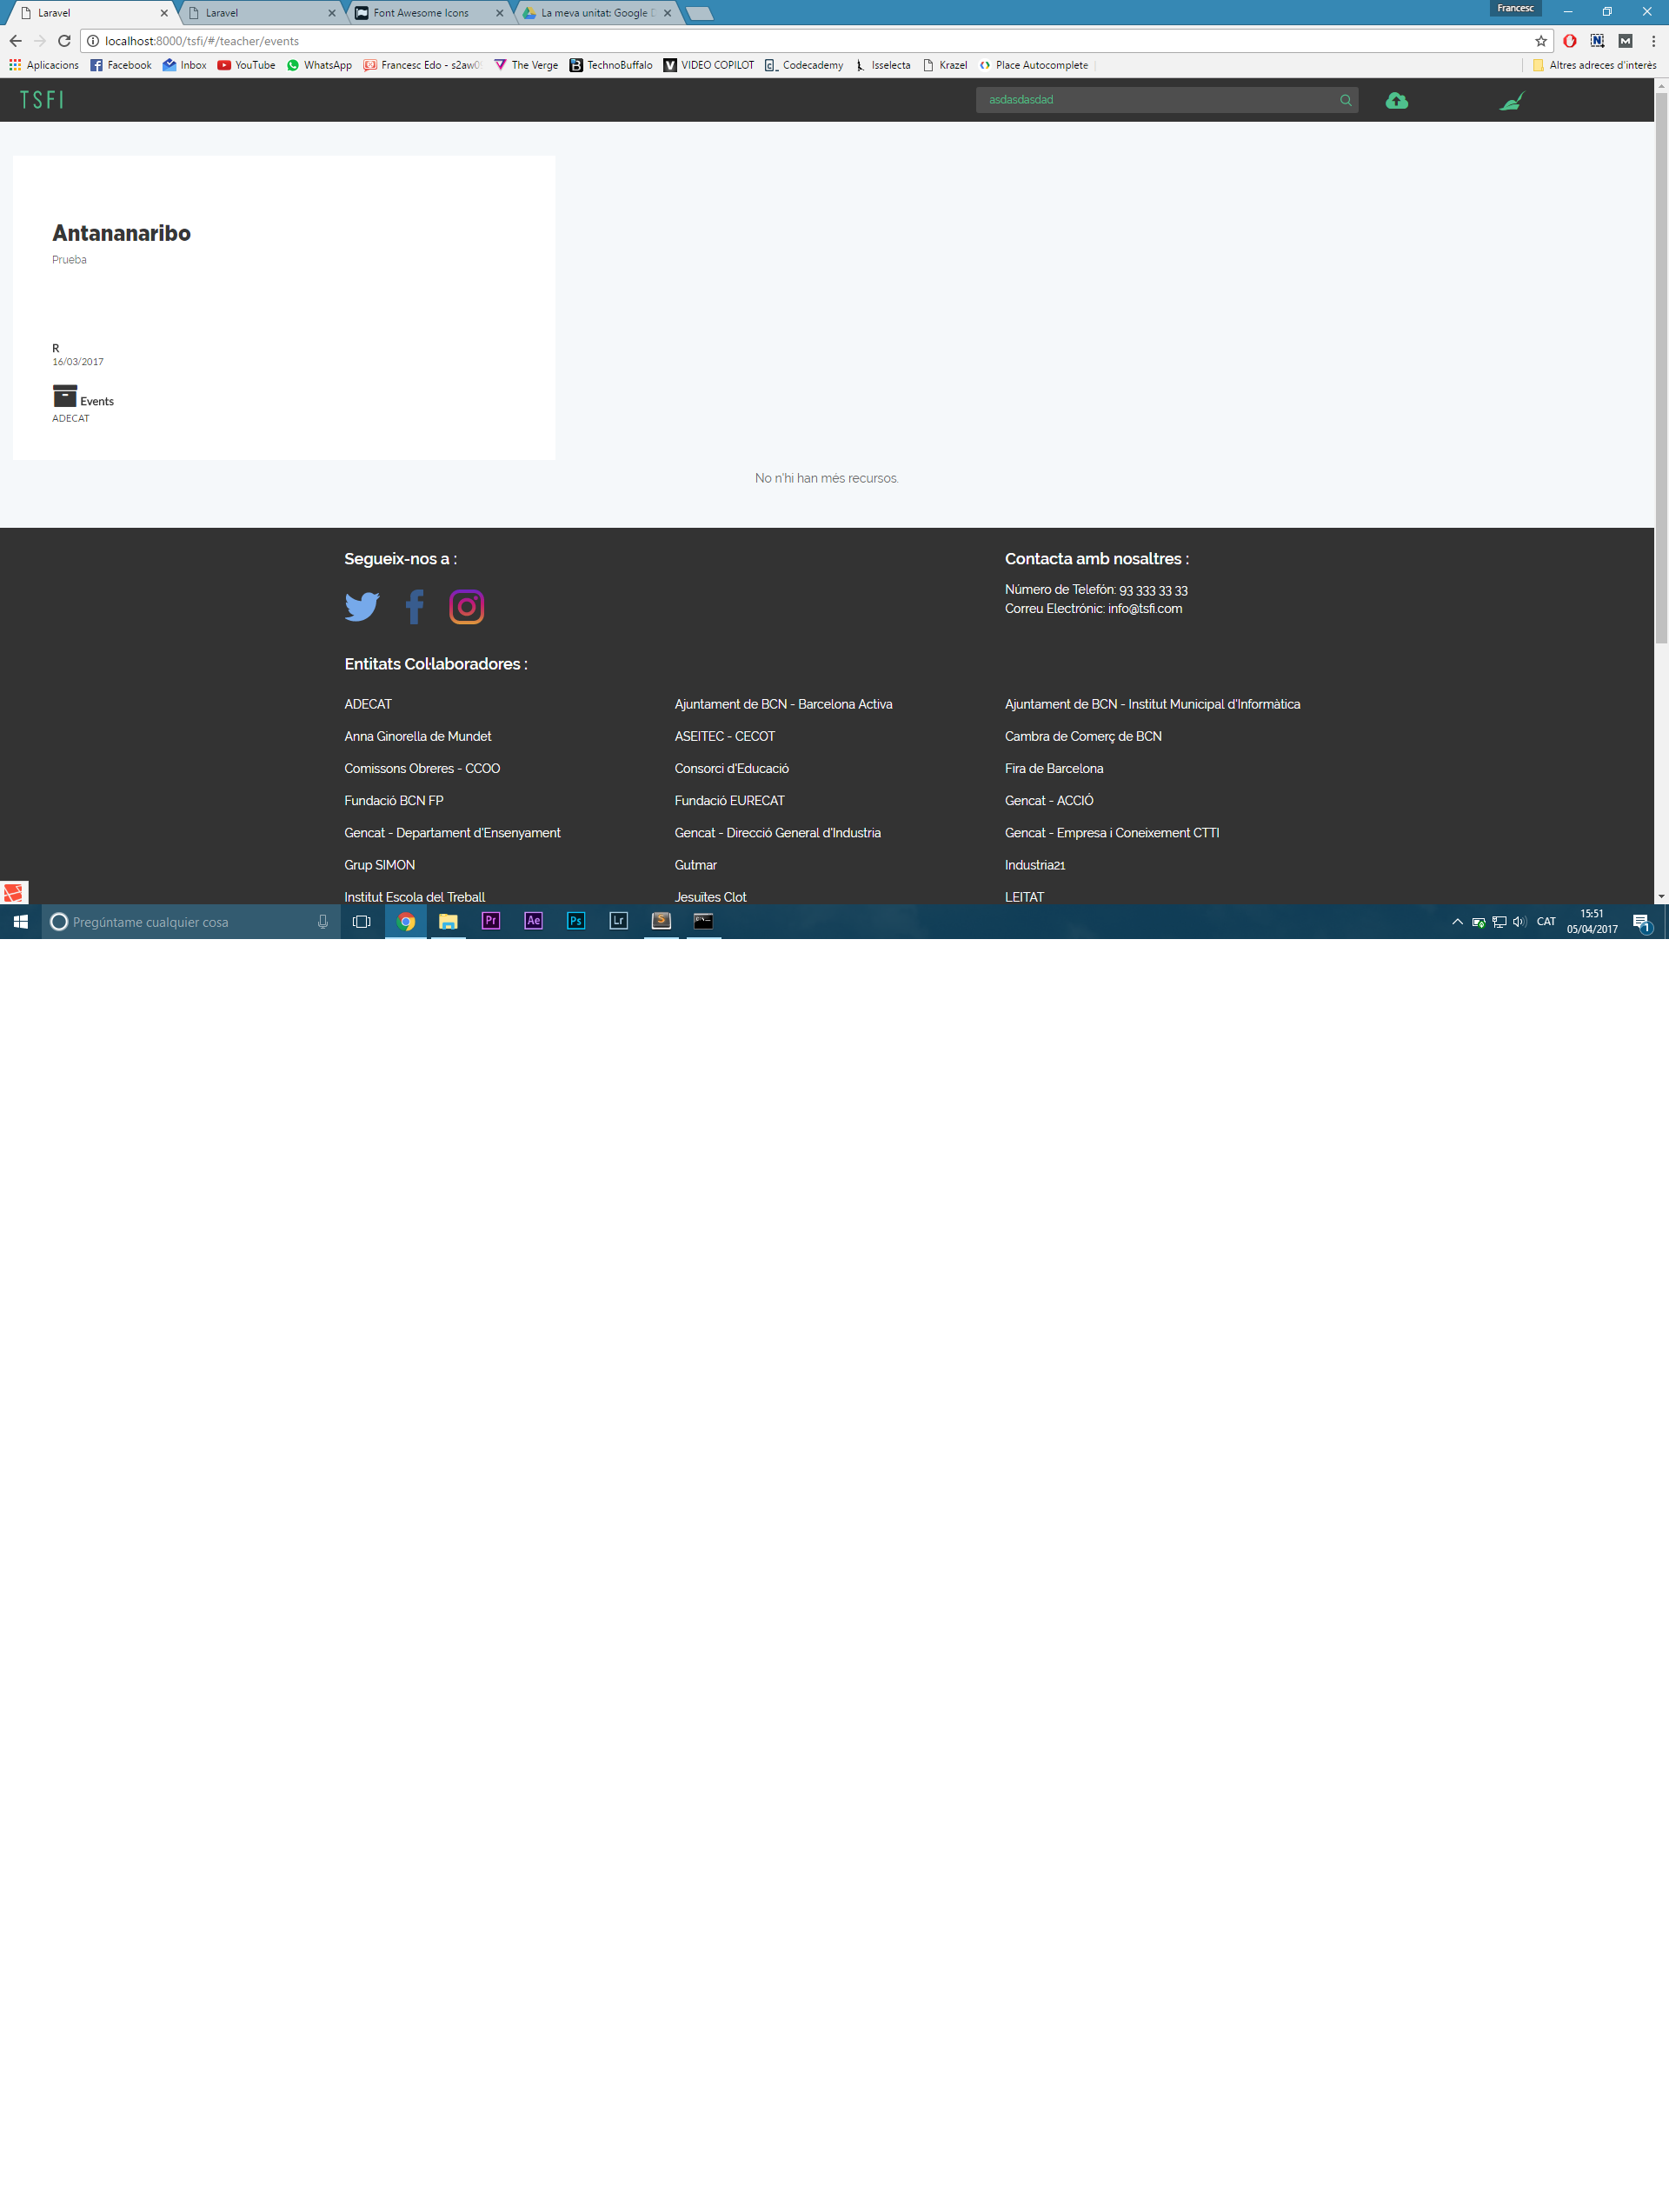 Francesc
Laravel
Laravel
Font Awesome Icons
La meva unitat: Google
localhost:8000/tsfi/#/teacher/events
Aplicacions Facebook Inbox YouTube WhatsApp Francesc Edo - s2aw0 The Verge TechnoBuffalo VIDEO COPILOT Codecademy Isselecta Krazel Place Autocomplete Altres adreces d'interès
TSFI
asdasdasdad
Antananaribo
Prueba
R
16/03/2017
Events
ADECAT
No n'hi han més recursos.
Segueix-nos a :
Contacta amb nosaltres :
Número de Telefón: 93 333 33 33
Correu Electrónic: info@tsfi.com
Entitats Col·laboradores :
ADECAT
Ajuntament de BCN - Barcelona Activa
Ajuntament de BCN - Institut Municipal d'Informàtica
Anna Ginorella de Mundet
ASEITEC - CECOT
Cambra de Comerç de BCN
Comissons Obreres - CCOO
Consorci d'Educació
Fira de Barcelona
Fundació BCN FP
Fundació EURECAT
Gencat - ACCIÓ
Gencat - Departament d'Ensenyament
Gencat - Direcció General d'Industria
Gencat - Empresa i Coneixement CTTI
Grup SIMON
Gutmar
Industria21
Institut Escola del Treball
Jesuïtes Clot
LEITAT
Pregúntame cualquier cosa
Pr
Ae
Ps
Lr
S
CAT
15:51
05/04/2017
1